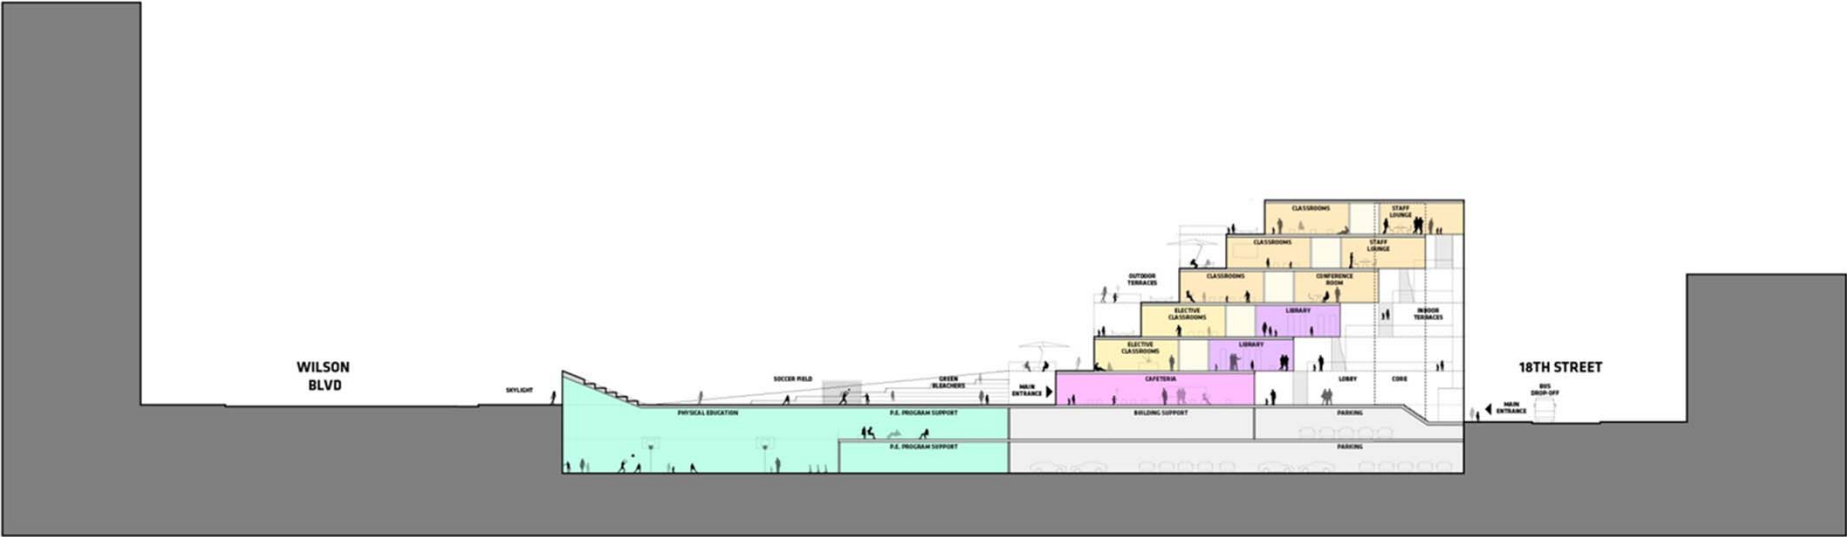 CLASSROOMS
STAFF
LOUNGE
CLASSROOMS
STAFF
LOUNGE
OUTDOOR
TERRACES
CLASSROOMS
CONFERENCE
ROOM
ELECTIVE
CLASSROOMS
LIBRARY
INDOOR
TERRACES
ELECTIVE
CLASSROOMS
LIBRARY
WILSON
BLVD
SKYLIGHT
SOCCER FIELD
GREEN
BLEACHERS
MAIN
ENTRANCE
CAFETERIA
LOBBY
CORE
18TH STREET
BUS
DROP-OFF
MAIN
ENTRANCE
PHYSICAL EDUCATION
P.E. PROGRAM SUPPORT
BUILDING SUPPORT
PARKING
P.E. PROGRAM SUPPORT
PARKING